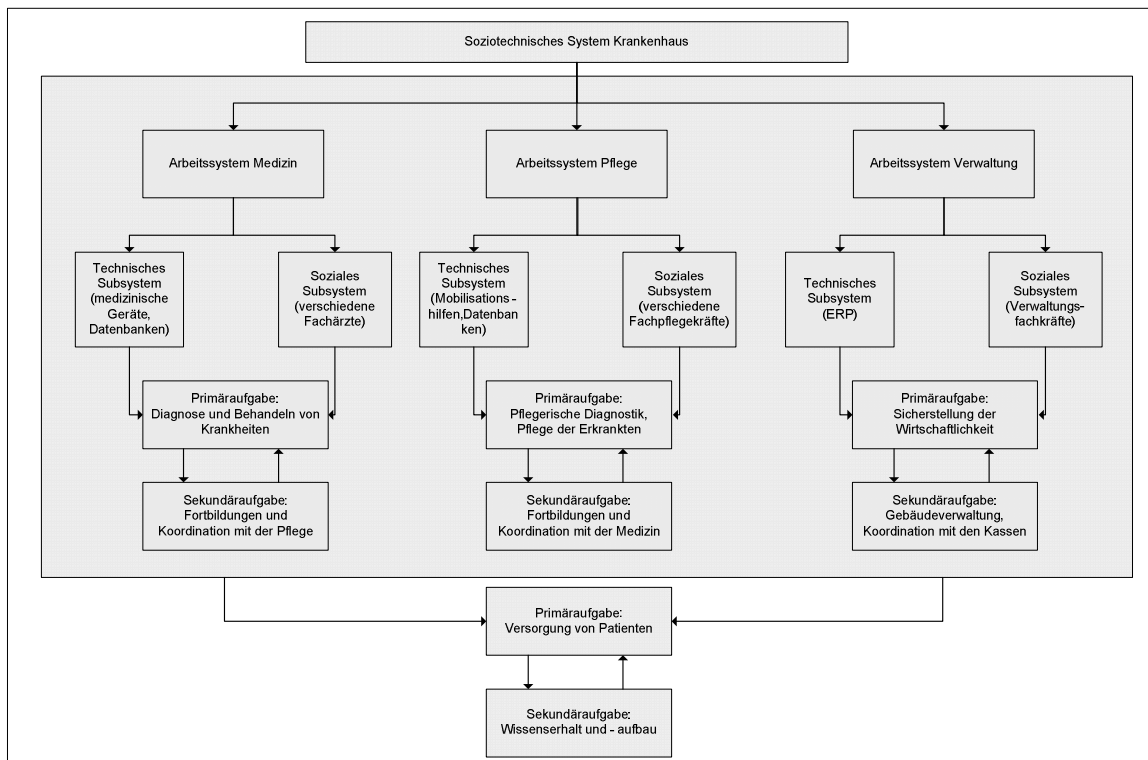 Soziotechnisches System Krankenhaus
Arbeitssystem Medizin
Arbeitssystem Pflege
Arbeitssystem Verwaltung
Technisches
Subsystem
(medizinische
Geräte,
Datenbanken)
Soziales
Subsystem
(verschiedene
Fachärzte)
Technisches
Subsystem
(Mobilisations-
hilfen,Datenban
ken)
Soziales
Subsystem
(verschiedene
Fachpflegekräfte)
Technisches
Subsystem
(ERP)
Soziales
Subsystem
(Verwaltungs-
fachkräfte)
Primäraufgabe:
Diagnose und Behandeln von
Krankheiten
Primäraufgabe:
Pflegerische Diagnostik,
Pflege der Erkrankten
Primäraufgabe:
Sicherstellung der
Wirtschaftlichkeit
Sekundäraufgabe:
Fortbildungen und
Koordination mit der Pflege
Sekundäraufgabe:
Fortbildungen und
Koordination mit der Medizin
Sekundäraufgabe:
Gebäudeverwaltung,
Koordination mit den Kassen
Primäraufgabe:
Versorgung von Patienten
Sekundäraufgabe:
Wissenserhalt und - aufbau